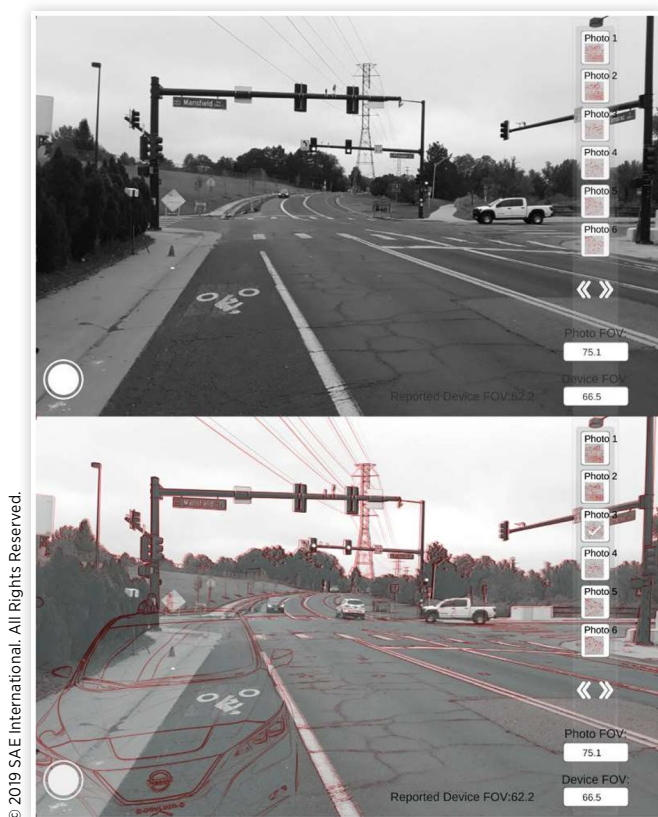 Photo 1
Photo 2
Mansfield
Photo 3
Photo 4
Photo 5
Photo 6
« »
Photo FOV:
75.1
Device FOV:
Reported Device FOV:62.2
66.5
Photo 1
Photo 2
Mansfield
Photo 3
Photo 4
Photo 5
Photo 6
« »
Photo FOV:
75.1
Device FOV:
Reported Device FOV:62.2
66.5
© 2019 SAE International. All Rights Reserved.